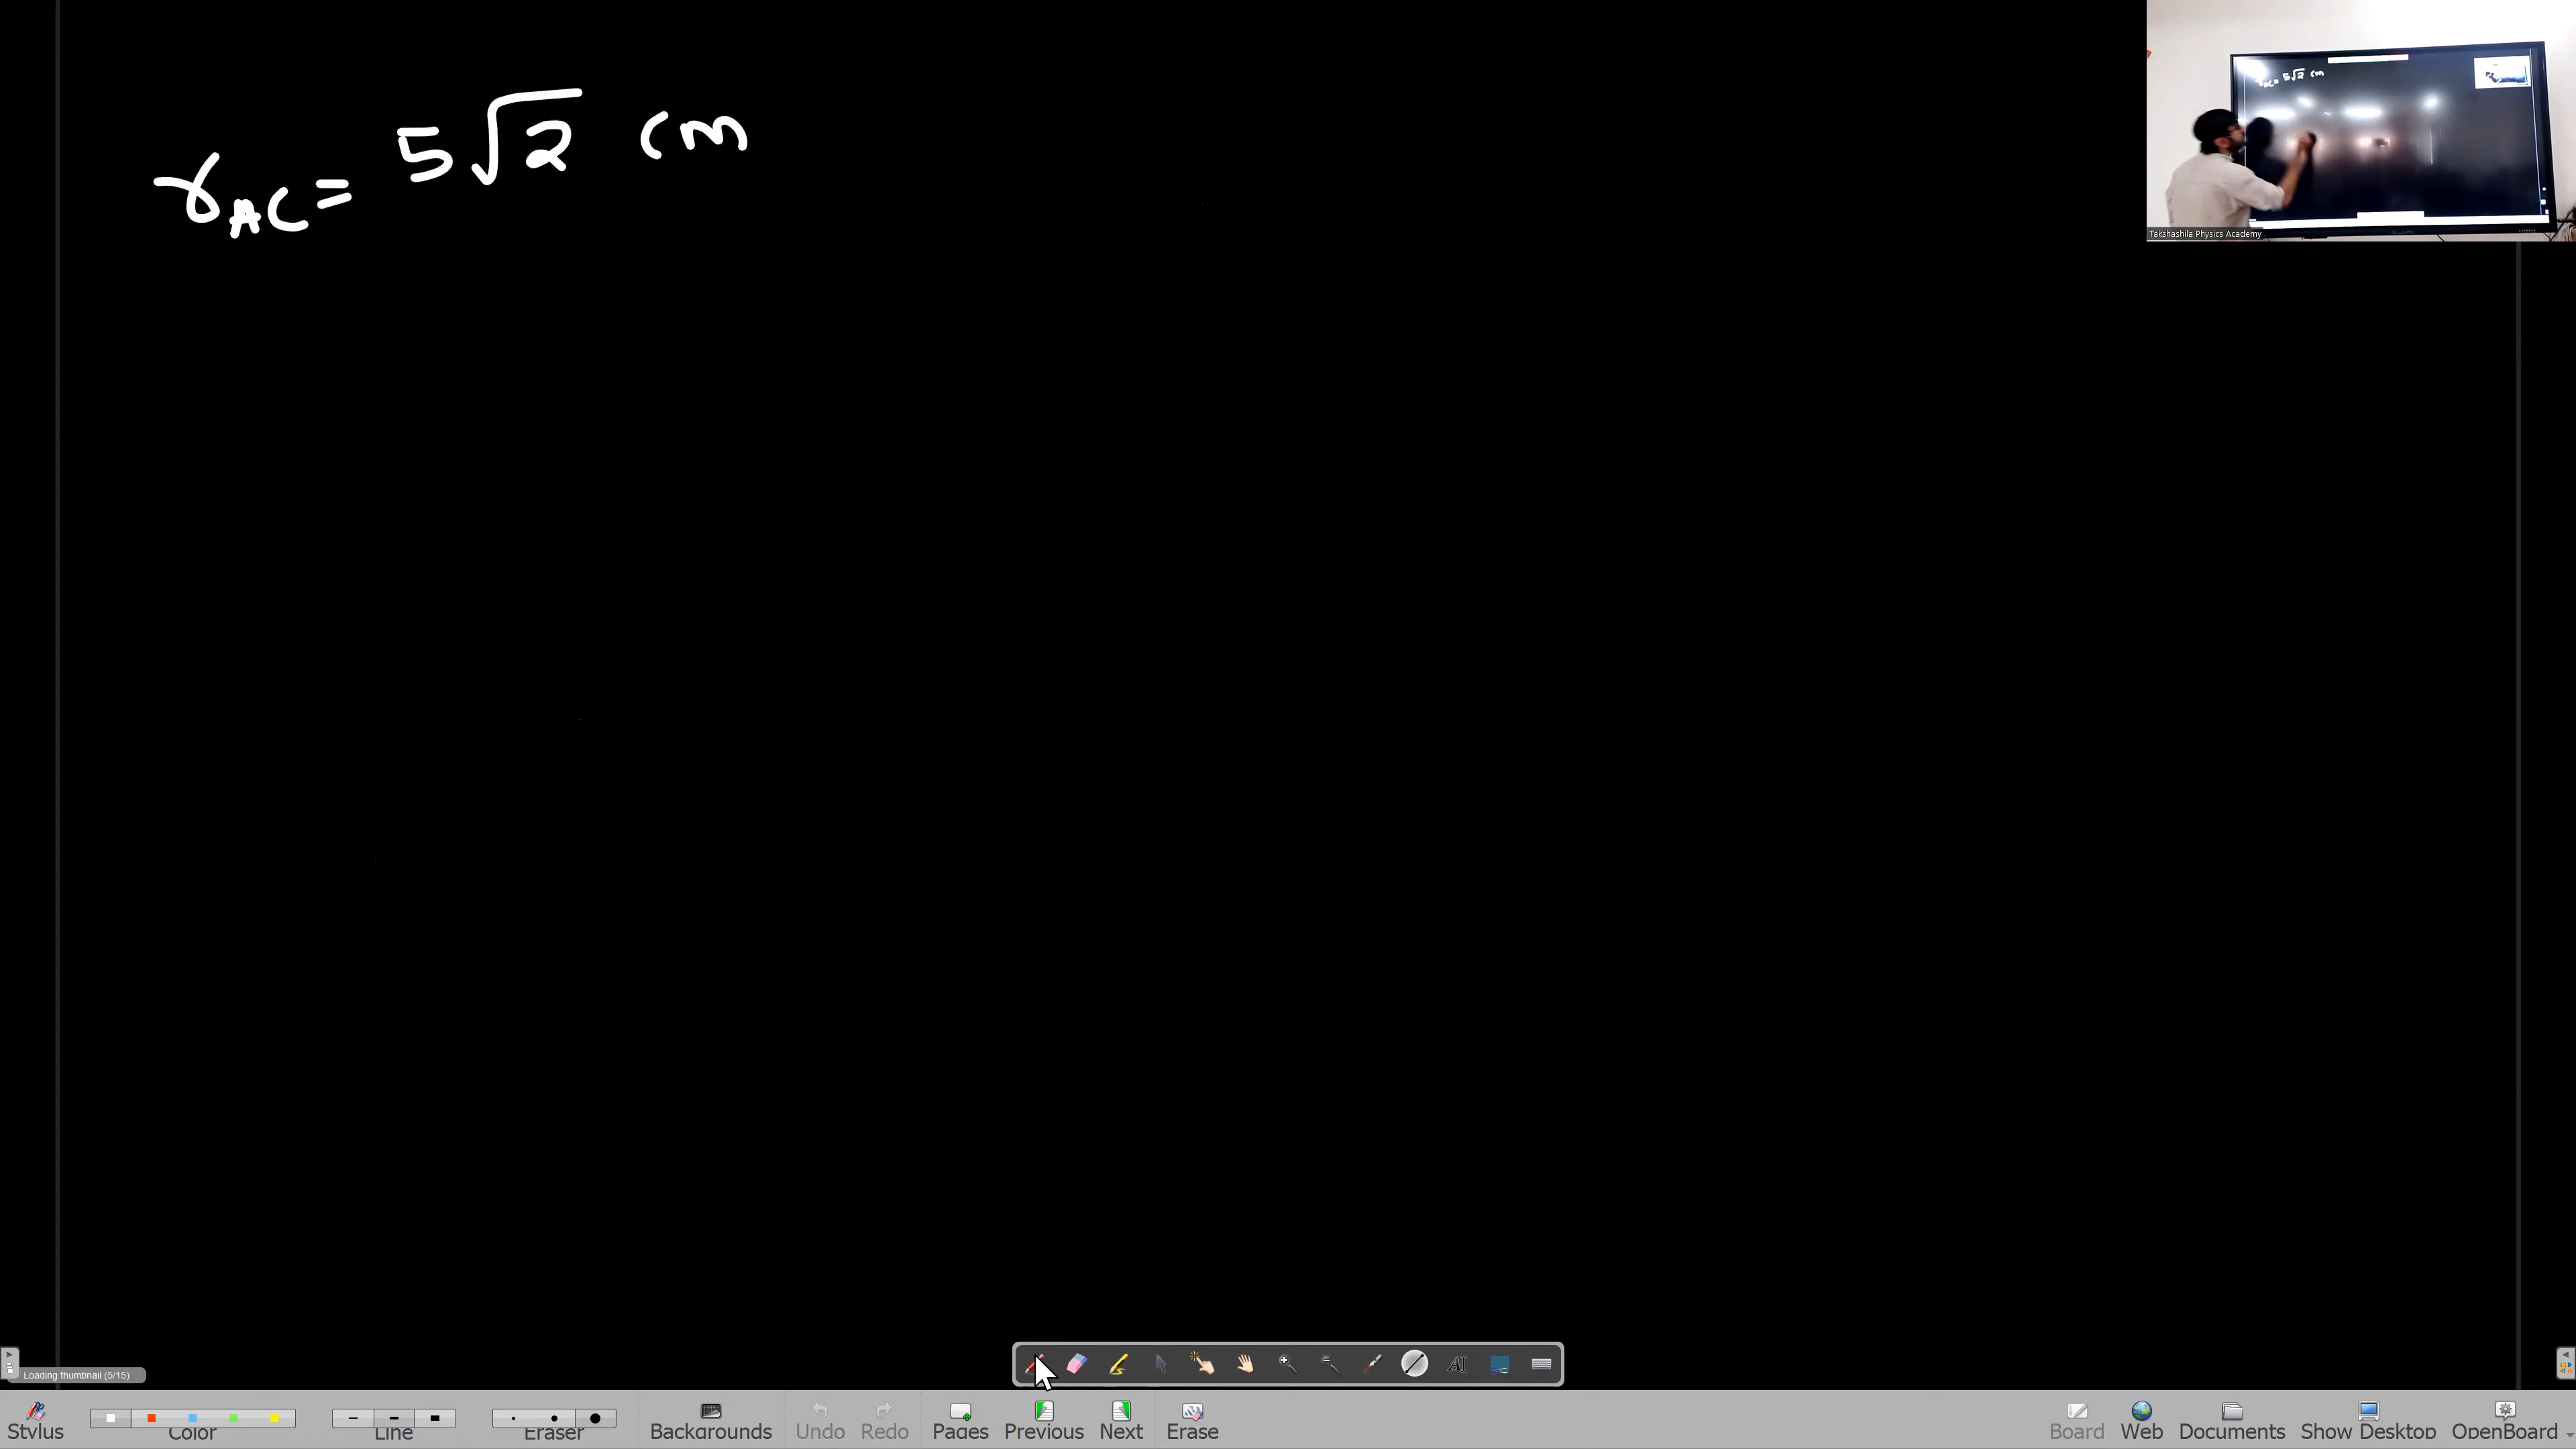 r_AC = 5√2 cm
Takshashila Physics Academy
Loading thumbnail (5/15)
Stylus Color Line Eraser Backgrounds Undo Redo Pages Previous Next Erase Board Web Documents Show Desktop OpenBoard